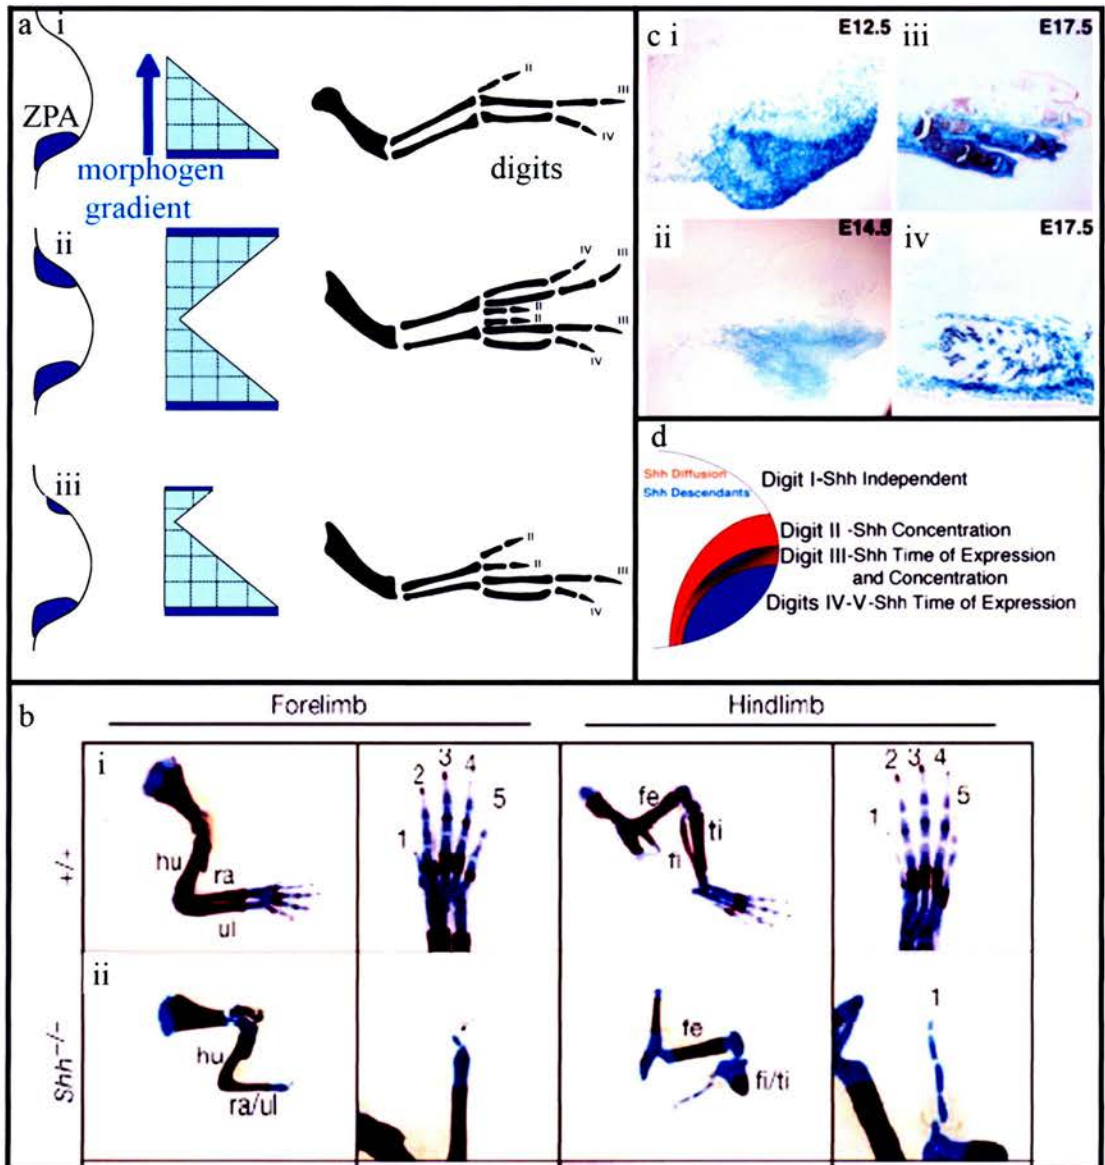 a
i
ZPA
morphogen
gradient
digits
II
III
IV
ii
IV
III
II
II
III
IV
iii
II
II
III
IV
c i
E12.5
iii
E17.5
ii
E14.5
iv
E17.5
d
Shh Diffusion
Shh Descendants
Digit I-Shh Independent
Digit II -Shh Concentration
Digit III-Shh Time of Expression
and Concentration
Digits IV-V-Shh Time of Expression
b
Forelimb
Hindlimb
+/+
i
hu
ra
ul
1
2
3
4
5
fe
ti
fi
1
2
3
4
5
Shh-/-
ii
hu
ra/ul
fe
fi/ti
1